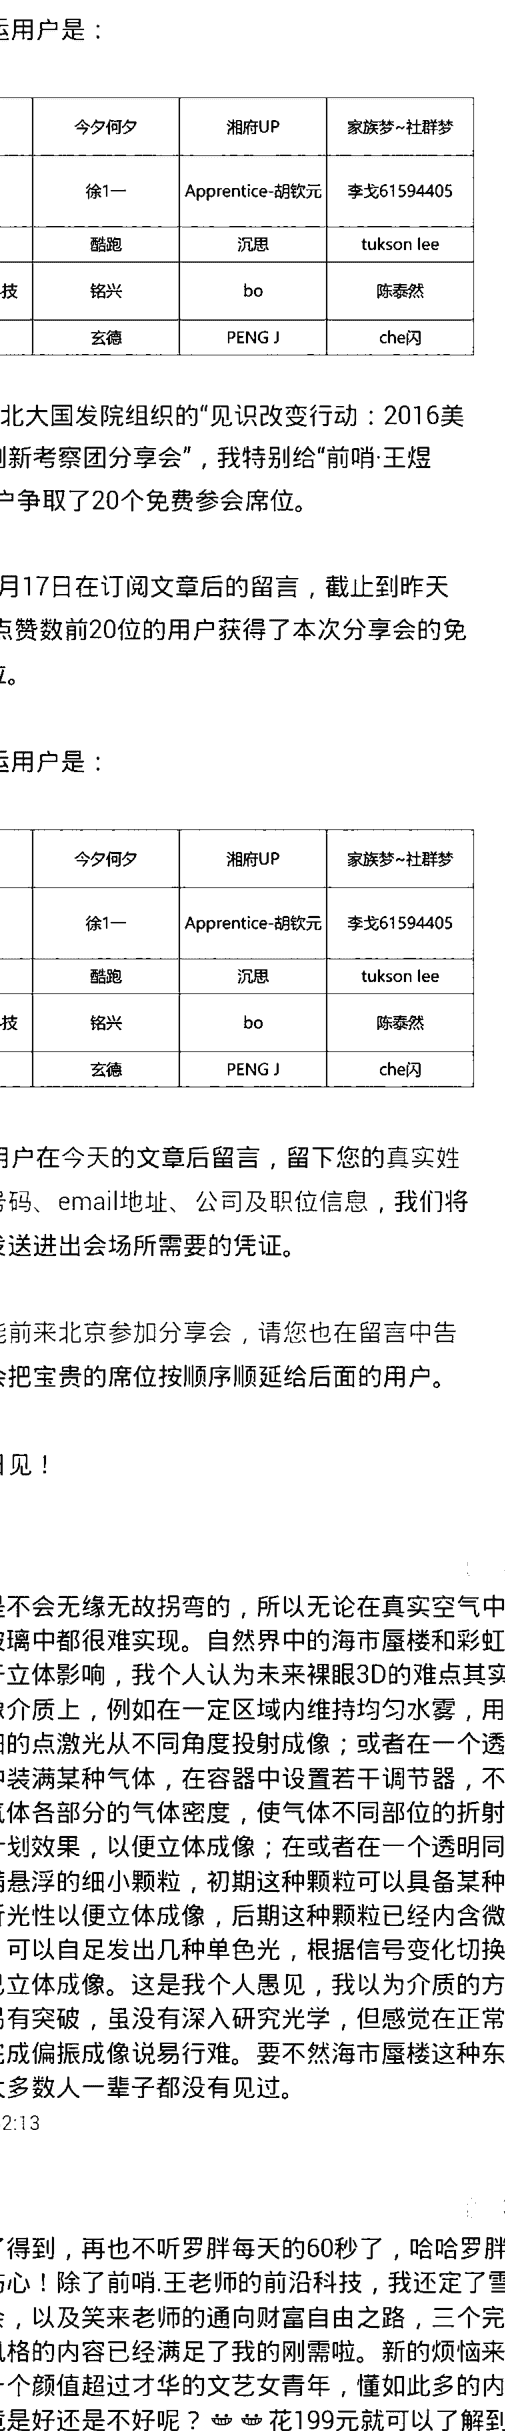 运用户是：
今夕何夕 湘府UP 家族梦~社群梦
徐1一 Apprentice-胡钦元 李戈61594405
酷跑 沉思 tukson lee
技 铭兴 bo 陈泰然
玄德 PENG J che闪
北大国发院组织的“见识改变行动：2016美
创新考察团分享会”，我特别给“前哨·王煜
户争取了20个免费参会席位。
月17日在订阅文章后的留言，截止到昨天
点赞数前20位的用户获得了本次分享会的免
位。
运用户是：
今夕何夕 湘府UP 家族梦~社群梦
徐1一 Apprentice-胡钦元 李戈61594405
酷跑 沉思 tukson lee
技 铭兴 bo 陈泰然
玄德 PENG J che闪
用户在今天的文章后留言，留下您的真实姓
号码、email地址、公司及职位信息，我们将
发送进出会场所需要的凭证。
能前来北京参加分享会，请您也在留言中告
会把宝贵的席位按顺序顺延给后面的用户。
日见！
是不会无缘无故拐弯的，所以无论在真实空气中
玻璃中都很难实现。自然界中的海市蜃楼和彩虹
于立体影响，我个人认为未来裸眼3D的难点其实
像介质上，例如在一定区域内维持均匀水雾，用
细的点激光从不同角度投射成像；或者在一个透
中装满某种气体，在容器中设置若干调节器，不
气体各部分的气体密度，使气体不同部位的折射
计划效果，以便立体成像；在或者在一个透明同
满悬浮的细小颗粒，初期这种颗粒可以具备某种
折光性以便立体成像，后期这种颗粒已经内含微
，可以自足发出几种单色光，根据信号变化切换
己立体成像。这是我个人愚见，我以为介质的方
易有突破，虽没有深入研究光学，但感觉在正常
完成偏振成像说易行难。要不然海市蜃楼这种东
大多数人一辈子都没有见过。
2:13
了得到，再也不听罗胖每天的60秒了，哈哈罗胖
伤心！除了前哨.王老师的前沿科技，我还定了雪
会，以及笑来老师的通向财富自由之路，三个完
风格的内容已经满足了我的刚需啦。新的烦恼来
一个颜值超过才华的文艺女青年，懂如此多的内
竟是好还是不好呢？花199元就可以了解到